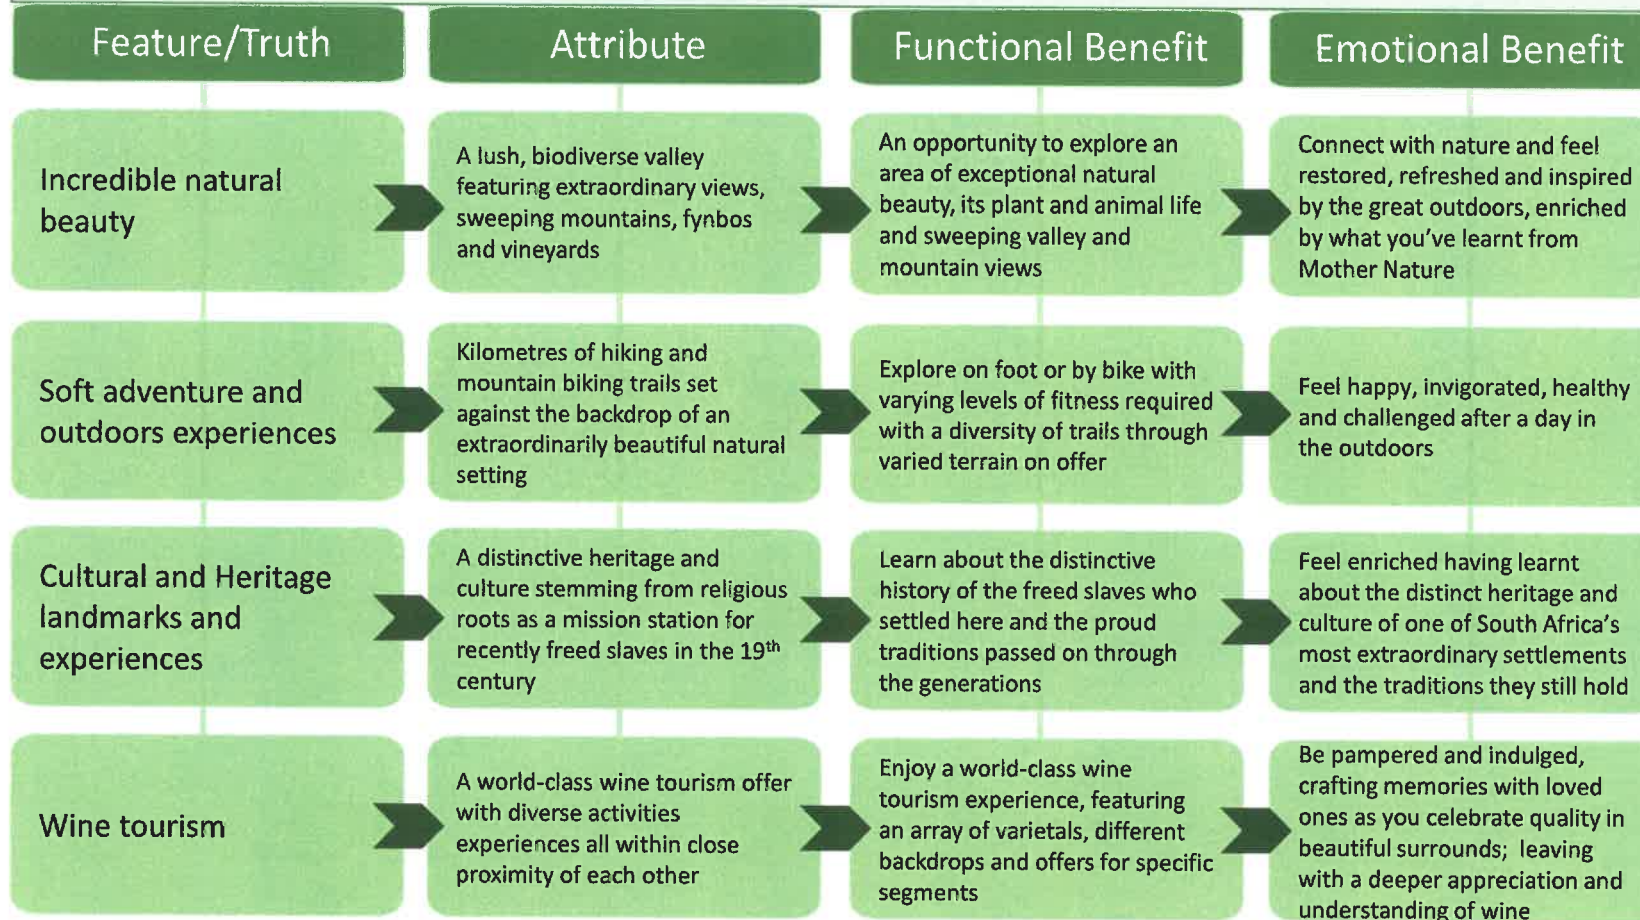 Feature/Truth
Attribute
Functional Benefit
Emotional Benefit
Incredible natural
beauty
A lush, biodiverse valley
featuring extraordinary views,
sweeping mountains, fynbos
and vineyards
An opportunity to explore an
area of exceptional natural
beauty, its plant and animal life
and sweeping valley and
mountain views
Connect with nature and feel
restored, refreshed and inspired
by the great outdoors, enriched
by what you've learnt from
Mother Nature
Soft adventure and
outdoors experiences
Kilometres of hiking and
mountain biking trails set
against the backdrop of an
extraordinarily beautiful natural
setting
Explore on foot or by bike with
varying levels of fitness required
with a diversity of trails through
varied terrain on offer
Feel happy, invigorated, healthy
and challenged after a day in
the outdoors
Cultural and Heritage
landmarks and
experiences
A distinctive heritage and
culture stemming from religious
roots as a mission station for
recently freed slaves in the 19th
century
Learn about the distinctive
history of the freed slaves who
settled here and the proud
traditions passed on through
the generations
Feel enriched having learnt
about the distinct heritage and
culture of one of South Africa's
most extraordinary settlements
and the traditions they still hold
Wine tourism
A world-class wine tourism offer
with diverse activities
experiences all within close
proximity of each other
Enjoy a world-class wine
tourism experience, featuring
an array of varietals, different
backdrops and offers for specific
segments
Be pampered and indulged,
crafting memories with loved
ones as you celebrate quality in
beautiful surrounds; leaving
with a deeper appreciation and
understanding of wine